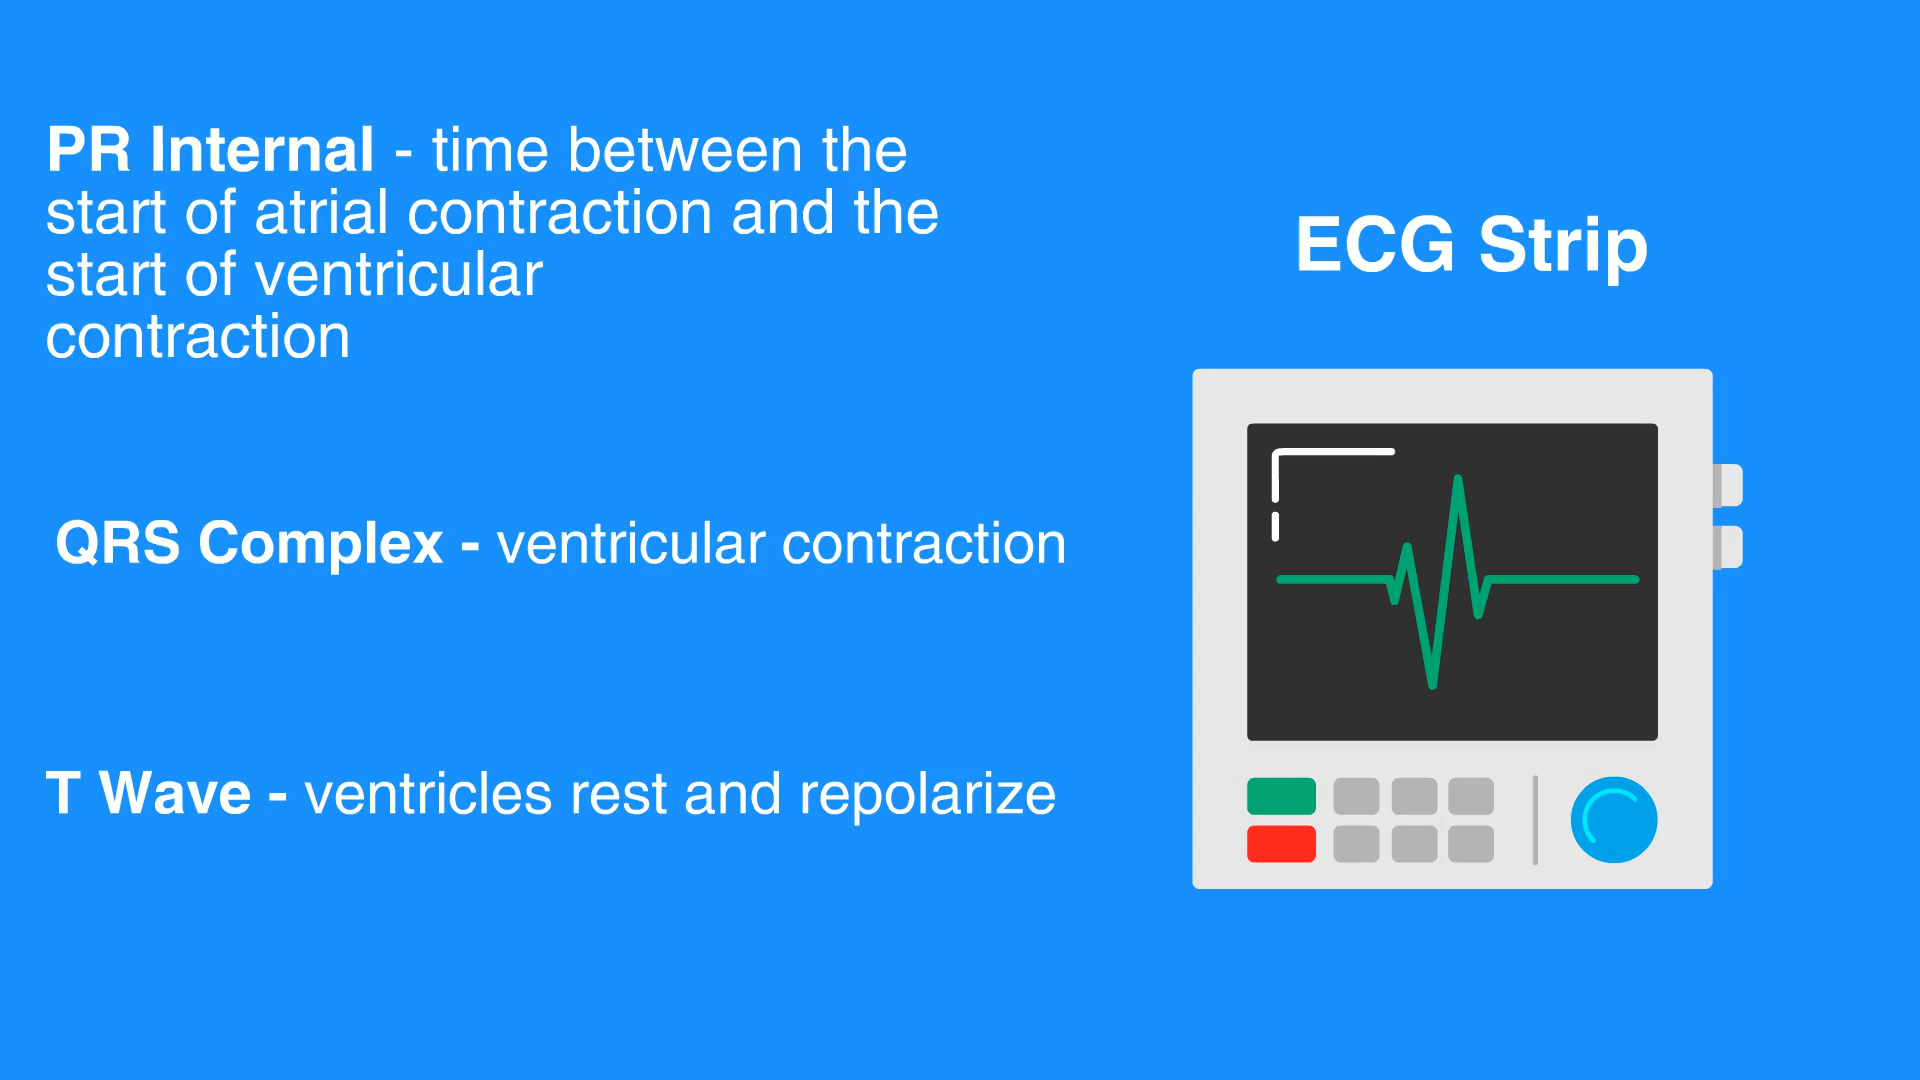 PR Internal - time between the
start of atrial contraction and the
start of ventricular
contraction
ECG Strip
QRS Complex - ventricular contraction
T Wave - ventricles rest and repolarize